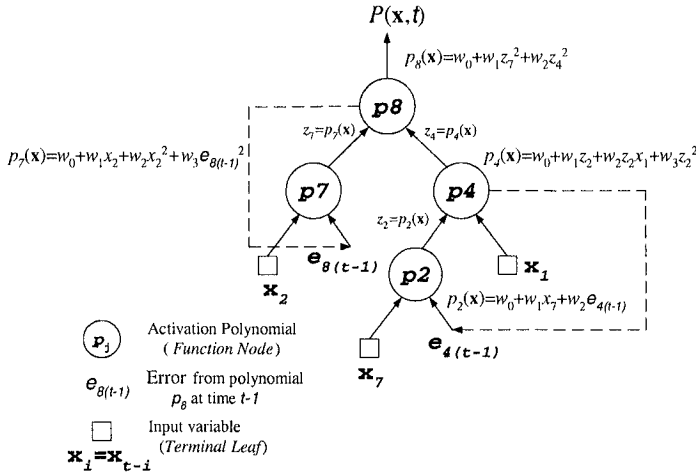 P(x,t)
p₈(x)=w₀+w₁z₇²+w₂z₄²
p8
z₇=p₇(x)
z₄=p₄(x)
p₇(x)=w₀+w₁x₂+w₂x₂²+w₃e₈₍ₜ₋₁₎²
p₄(x)=w₀+w₁z₂+w₂z₂x₁+w₃z₂²
p7
p4
z₂=p₂(x)
e₈₍ₜ₋₁₎
x₂
p2
x₁
p₂(x)=w₀+w₁x₇+w₂e₄₍ₜ₋₁₎
e₄₍ₜ₋₁₎
x₇
pⱼ
Activation Polynomial
(Function Node)
e₈₍ₜ₋₁₎
Error from polynomial
p₈ at time t-1
Input variable
(Terminal Leaf)
xᵢ=xₜ₋ᵢ